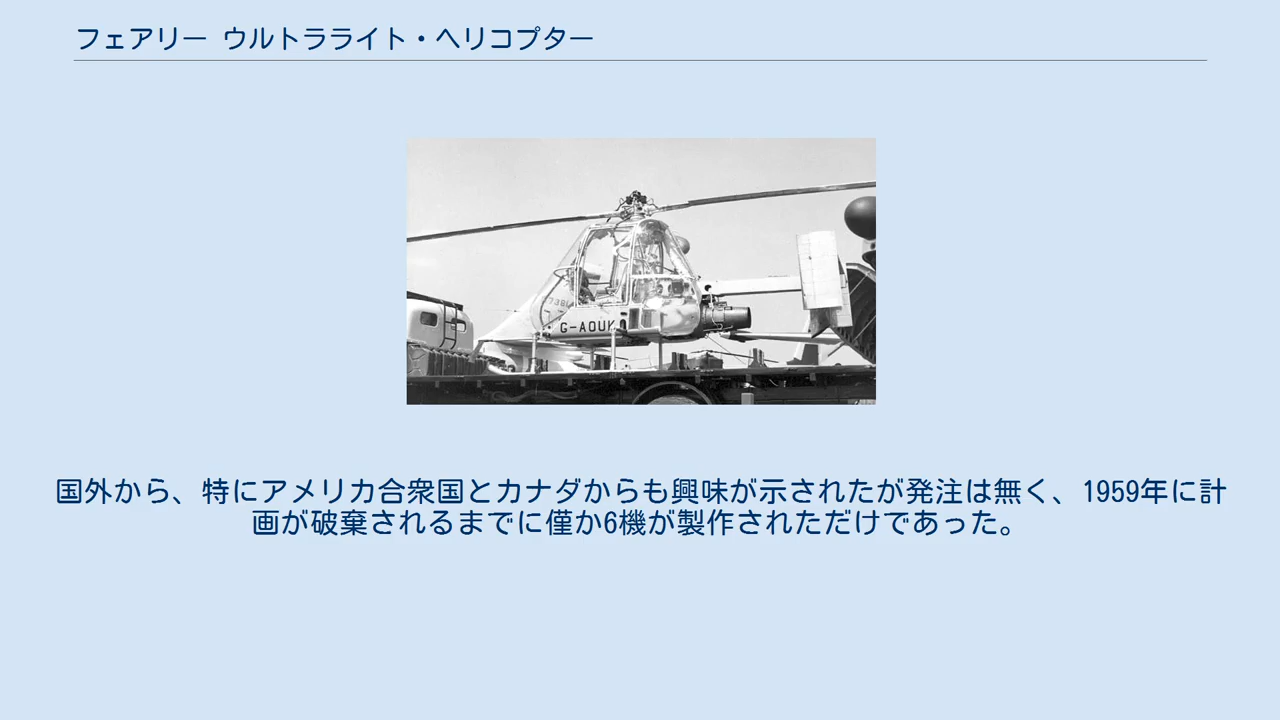 フェアリー ウルトラライト・ヘリコプター
G-AOUK
国外から、特にアメリカ合衆国とカナダからも興味が示されたが発注は無く、1959年に計
画が破棄されるまでに僅か6機が製作されただけであった。